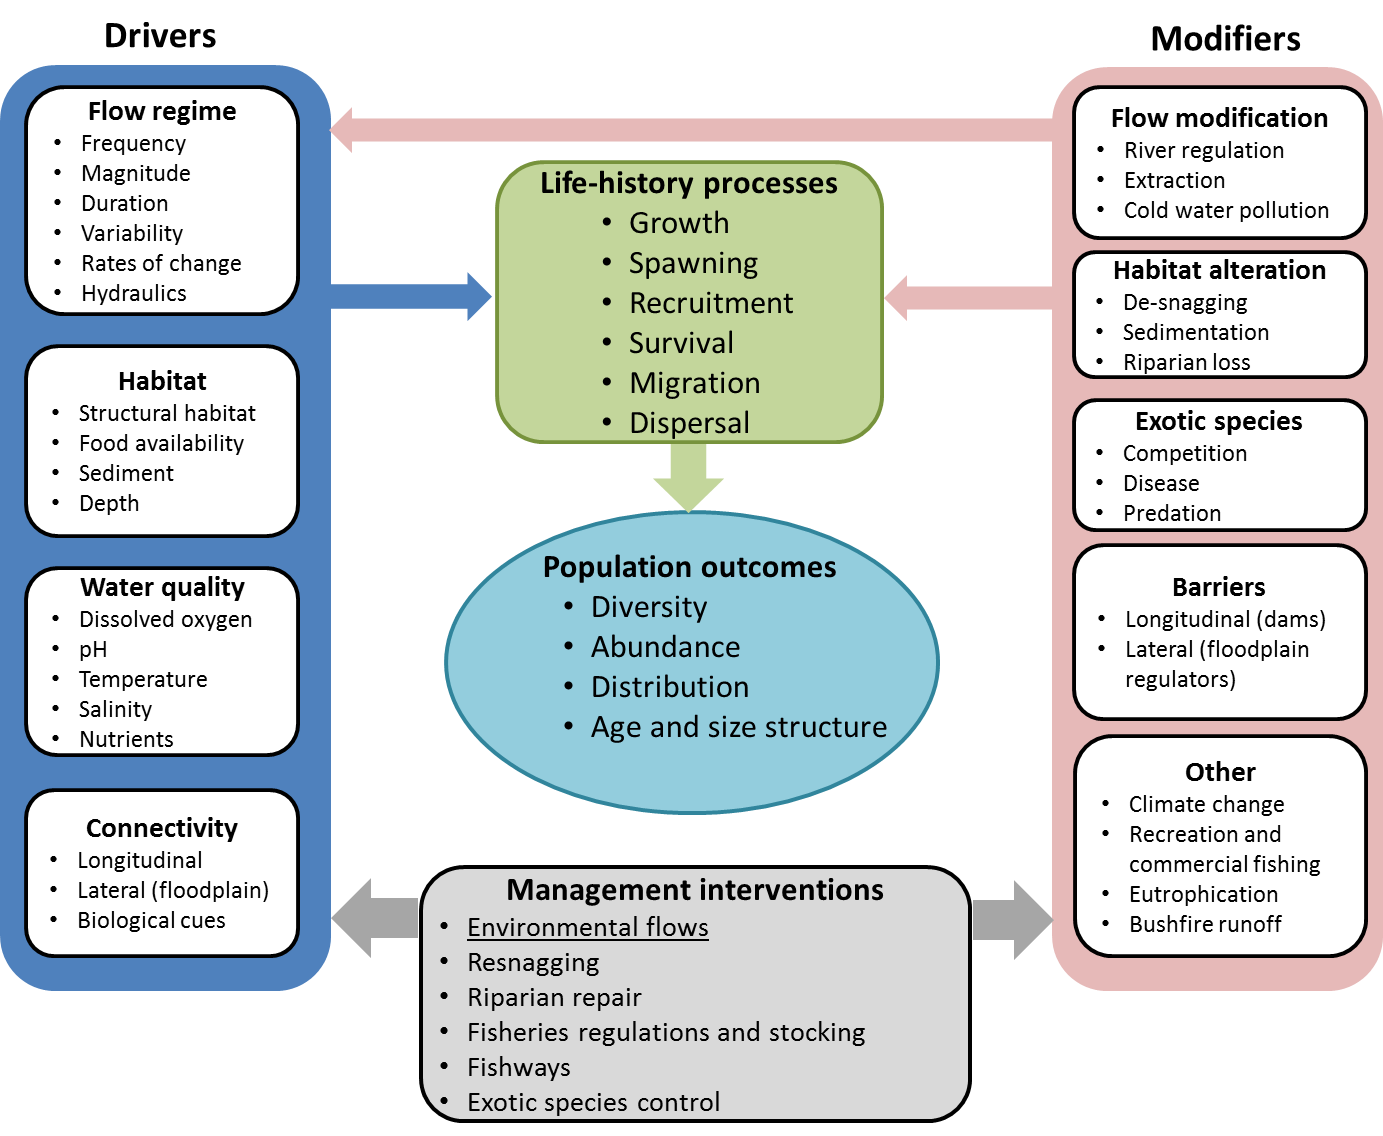 Drivers
Flow regime
• Frequency
• Magnitude
• Duration
• Variability
• Rates of change
• Hydraulics
Habitat
• Structural habitat
• Food availability
• Sediment
• Depth
Water quality
• Dissolved oxygen
• pH
• Temperature
• Salinity
• Nutrients
Connectivity
• Longitudinal
• Lateral (floodplain)
• Biological cues
Life-history processes
• Growth
• Spawning
• Recruitment
• Survival
• Migration
• Dispersal
Population outcomes
• Diversity
• Abundance
• Distribution
• Age and size structure
Management interventions
• Environmental flows
• Resnagging
• Riparian repair
• Fisheries regulations and stocking
• Fishways
• Exotic species control
Modifiers
Flow modification
• River regulation
• Extraction
• Cold water pollution
Habitat alteration
• De-snagging
• Sedimentation
• Riparian loss
Exotic species
• Competition
• Disease
• Predation
Barriers
• Longitudinal (dams)
• Lateral (floodplain
regulators)
Other
• Climate change
• Recreation and
commercial fishing
• Eutrophication
• Bushfire runoff